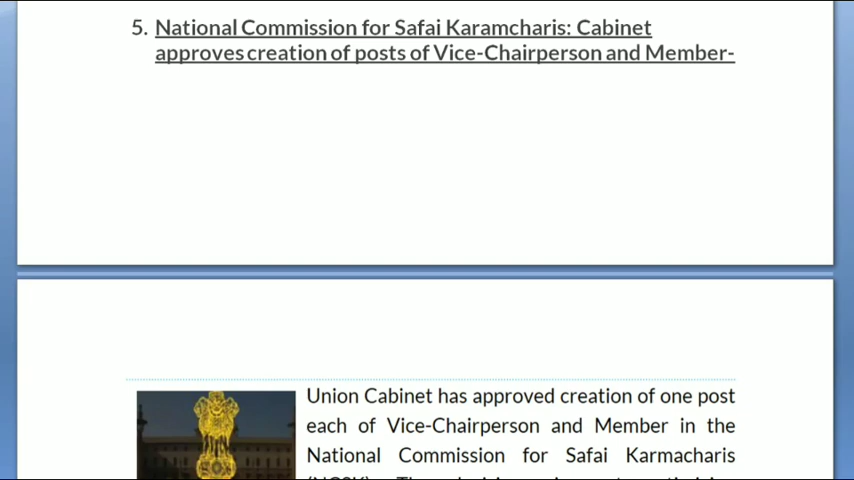 5. National Commission for Safai Karamcharis: Cabinet
approves creation of posts of Vice-Chairperson and Member-
Union Cabinet has approved creation of one post
each of Vice-Chairperson and Member in the
National Commission for Safai Karmacharis